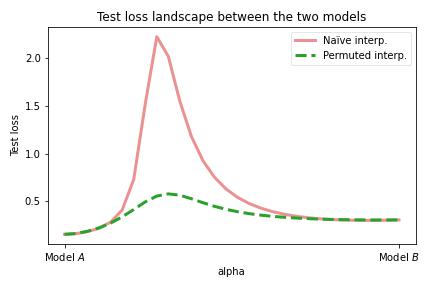 Test loss landscape between the two models
Naïve interp.
Permuted interp.
2.0
1.5
1.0
0.5
Test loss
Model A
Model B
alpha